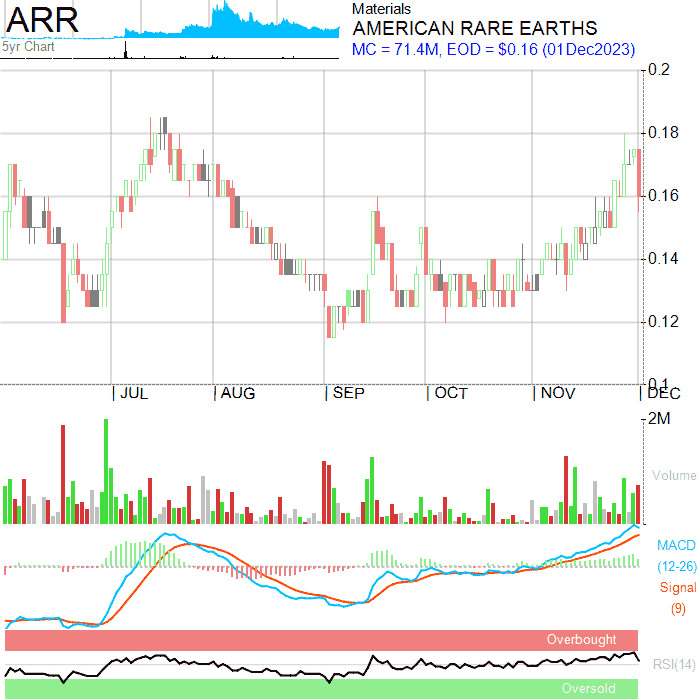 ARR
5yr Chart
Materials
AMERICAN RARE EARTHS
MC = 71.4M, EOD = $0.16 (01Dec2023)
0.2
0.18
0.16
0.14
0.12
0.1
JUL AUG SEP OCT NOV DEC
2M
Volume
MACD
(12-26)
Signal
(9)
Overbought
RSI(14)
Oversold